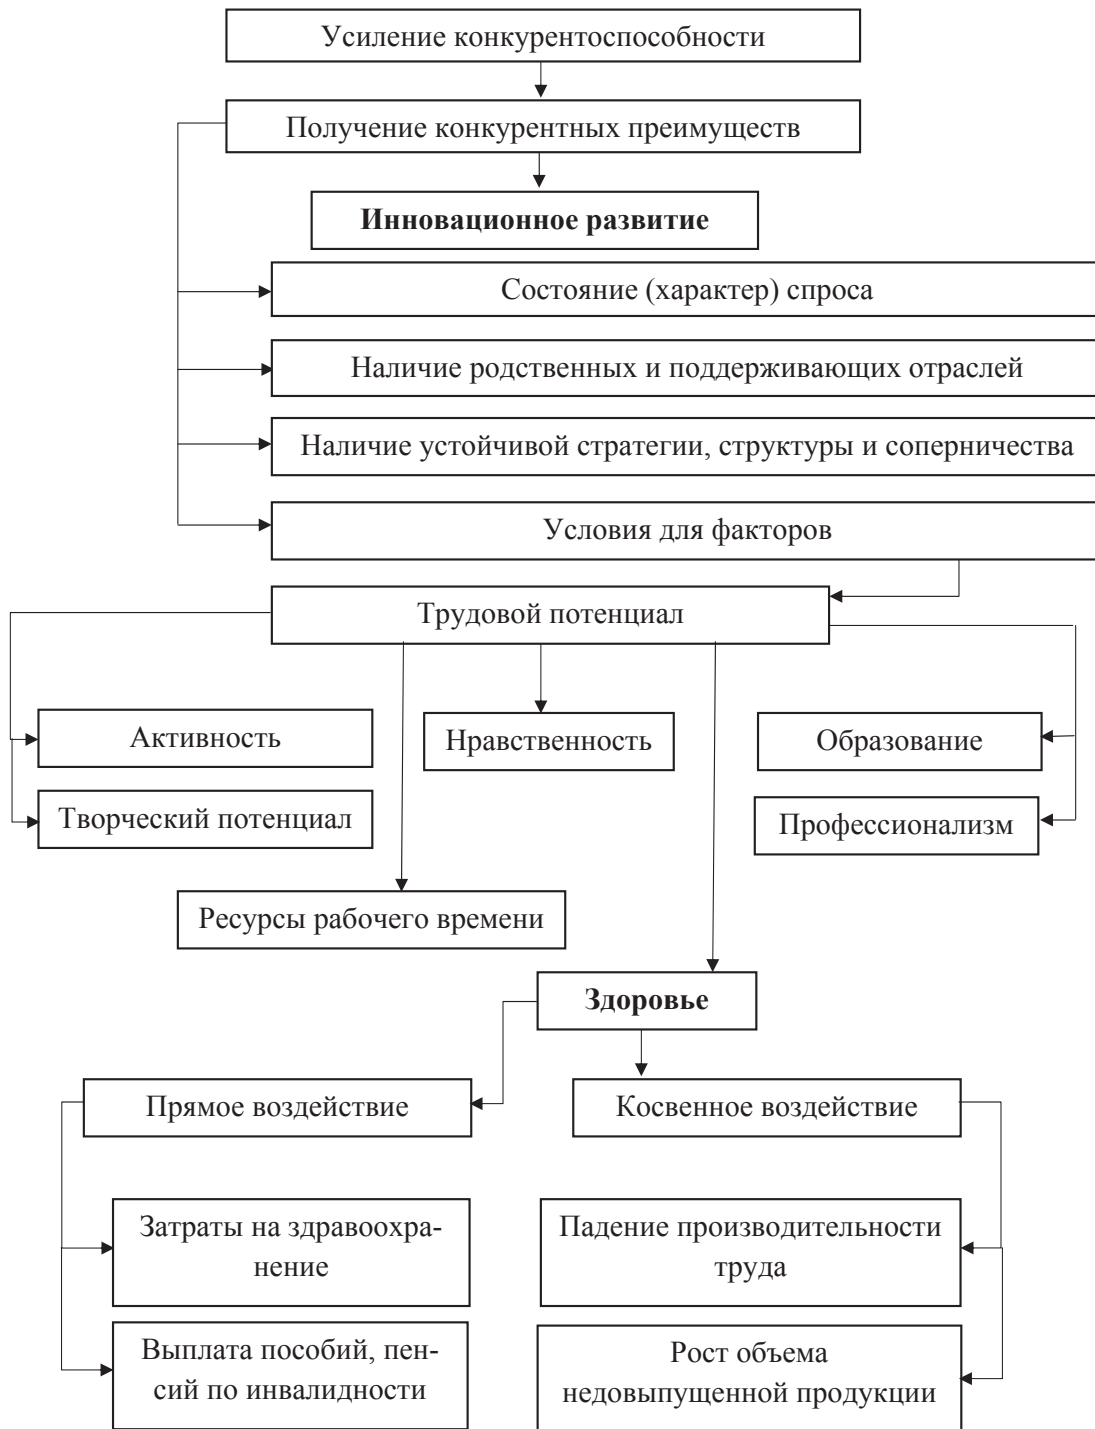 Усиление конкурентоспособности
Получение конкурентных преимуществ
Инновационное развитие
Состояние (характер) спроса
Наличие родственных и поддерживающих отраслей
Наличие устойчивой стратегии, структуры и соперничества
Условия для факторов
Трудовой потенциал
Активность
Нравственность
Образование
Творческий потенциал
Профессионализм
Ресурсы рабочего времени
Здоровье
Прямое воздействие
Косвенное воздействие
Затраты на здравоохра-
нение
Падение производительности
труда
Выплата пособий, пен-
сий по инвалидности
Рост объема
недовыпущенной продукции